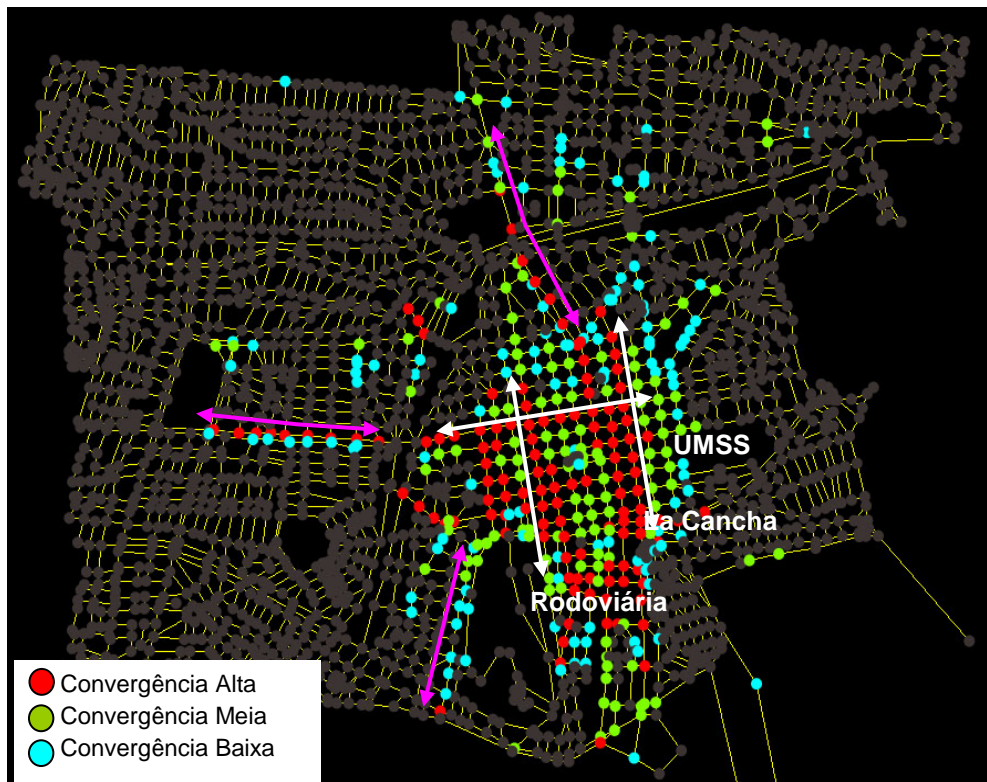 UMSS
La Cancha
Rodoviária
Convergência Alta
Convergência Meia
Convergência Baixa